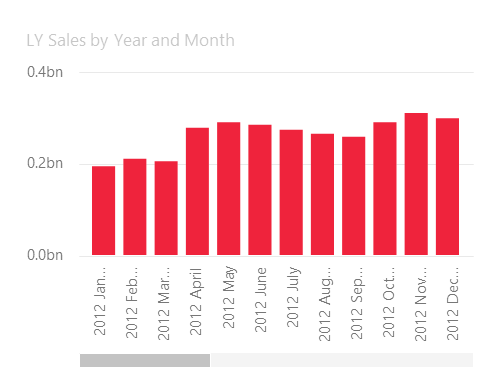 LY Sales by Year and Month
0.4bn
0.2bn
0.0bn
2012 Jan...
2012 Feb...
2012 Mar...
2012 April
2012 May
2012 June
2012 July
2012 Aug...
2012 Sep...
2012 Oct...
2012 Nov...
2012 Dec...